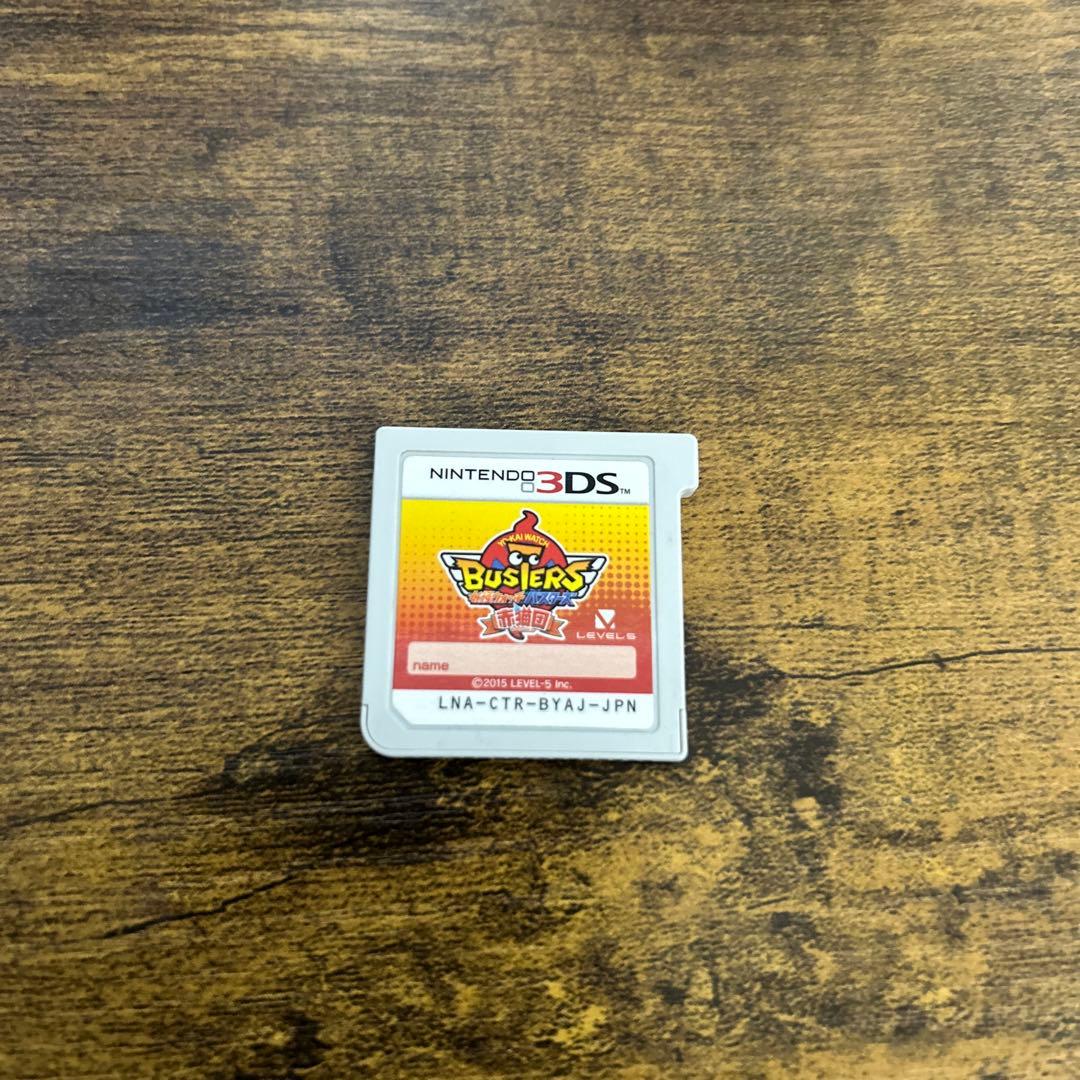 NINTENDO 3DS™
YO-KAI WATCH
BUSTERS
妖怪ウォッチバスターズ
赤猫団
LEVEL5
name
©2015 LEVEL-5 Inc.
LNA-CTR-BYAJ-JPN